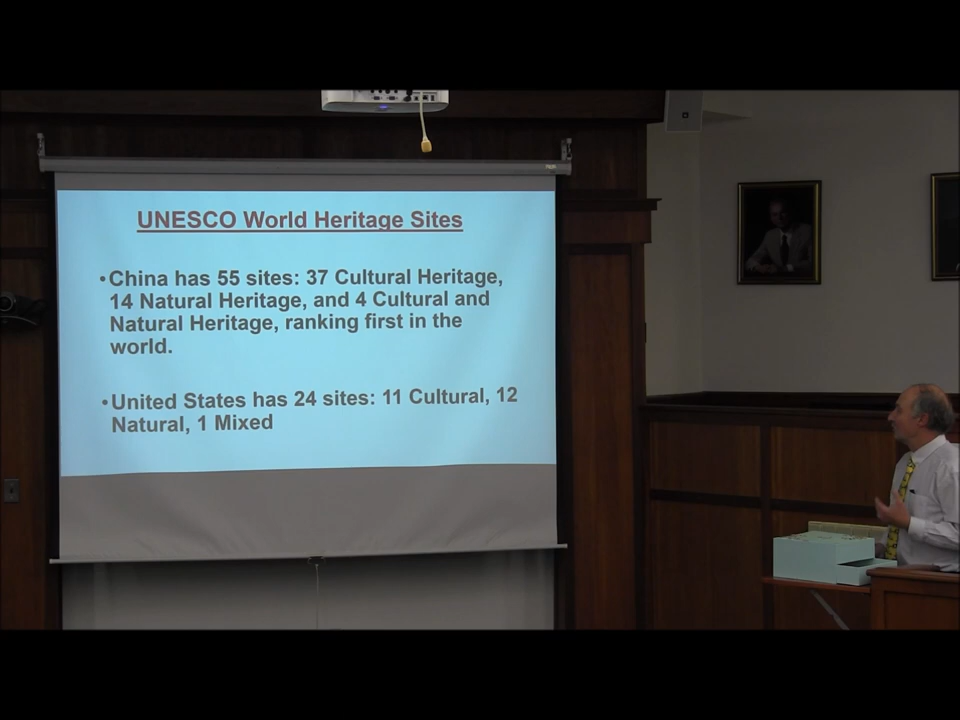 UNESCO World Heritage Sites
•China has 55 sites: 37 Cultural Heritage,
14 Natural Heritage, and 4 Cultural and
Natural Heritage, ranking first in the
world.
•United States has 24 sites: 11 Cultural, 12
Natural, 1 Mixed